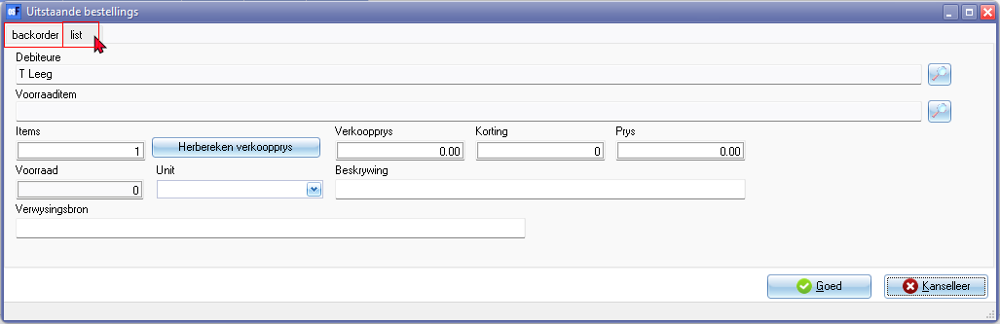 Uitstaande bestellings
backorder list
Debiteure
T Leeg
Voorraaditem
Items Verkoopprys Korting Prys
1 Herbereken verkoopprys 0.00 0 0.00
Voorraad Unit Beskrywing
0
Verwysingsbron
Goed Kanselleer